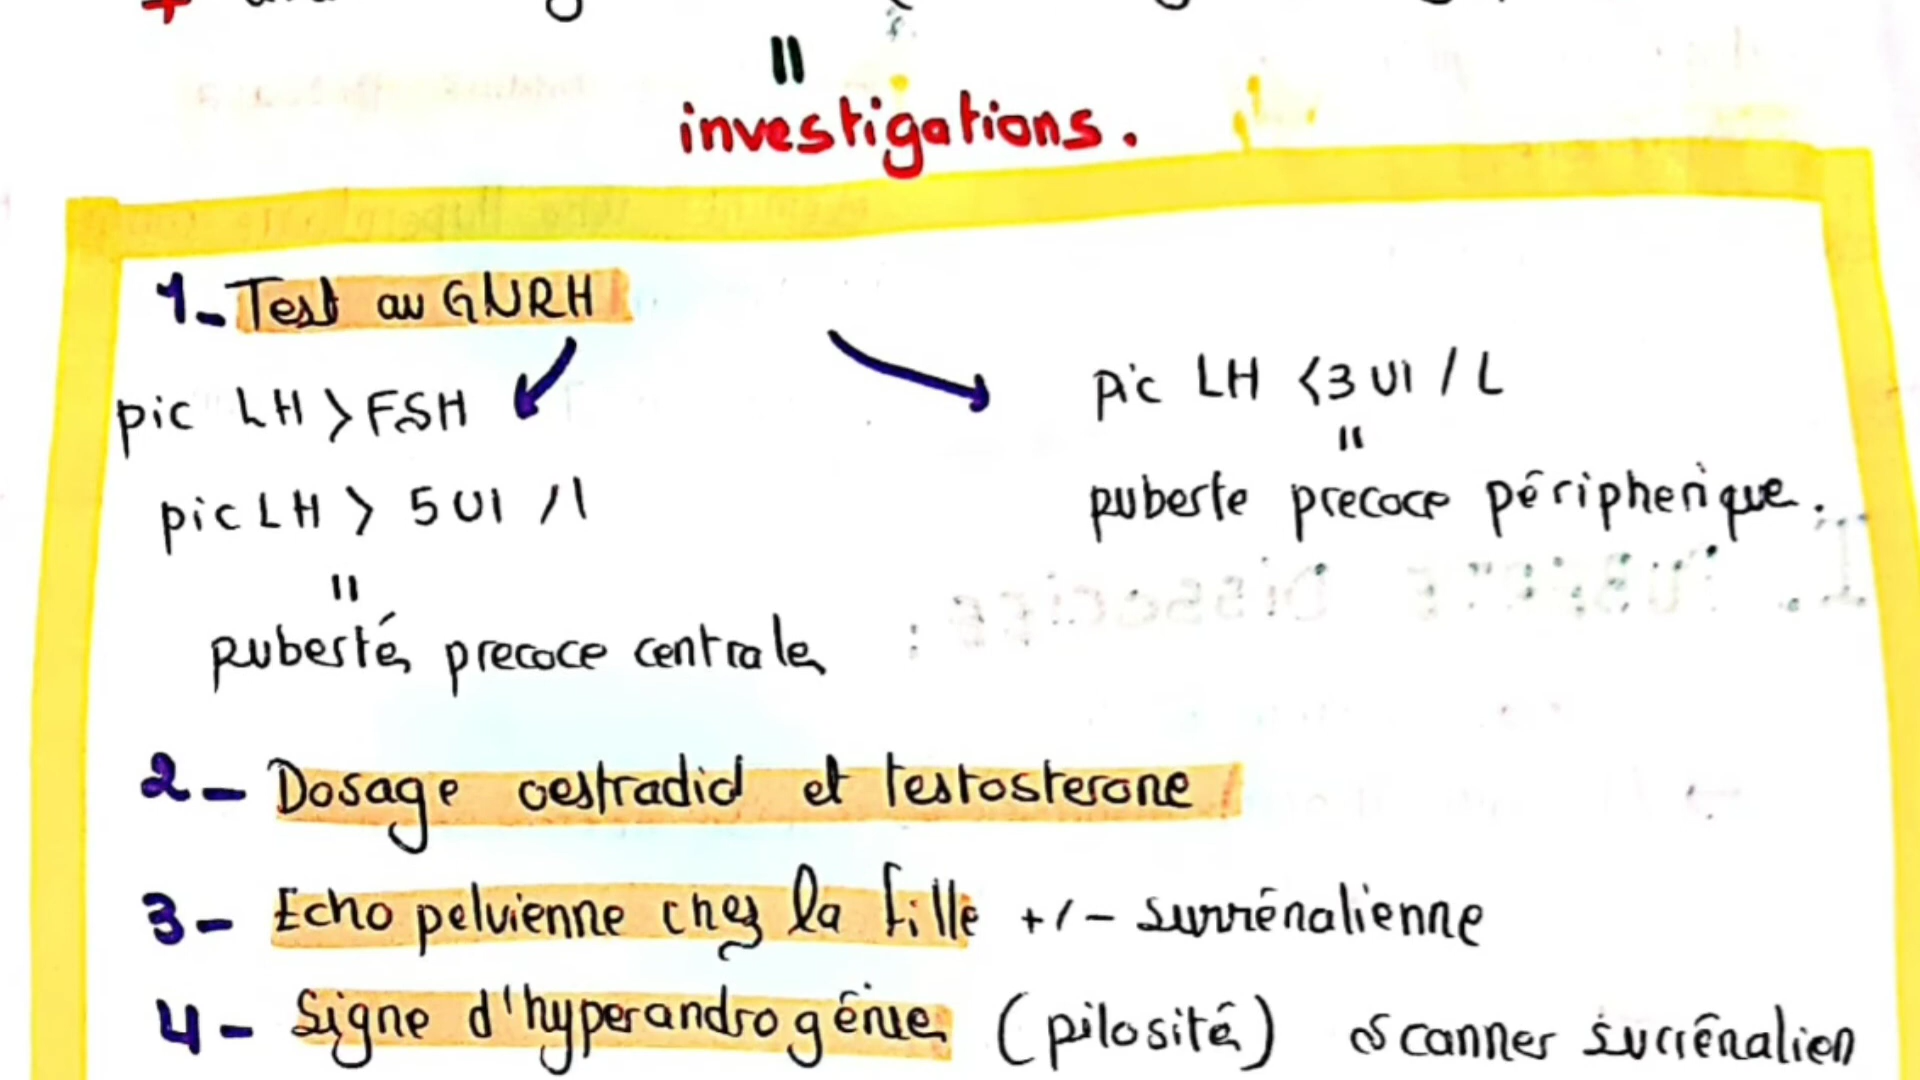 investigations.
1- Test au GNRH
pic LH > FSH
pic LH > 5 UI / l
puberté precoce centrale
pic LH < 3 UI / L
puberte precoce péripherique.
2- Dosage oestradiol et testosterone
3- Echo pelvienne chez la fille +/- surrénalienne
4- Signe d'hyperandrogénie (pilosité) scanner surrénalien